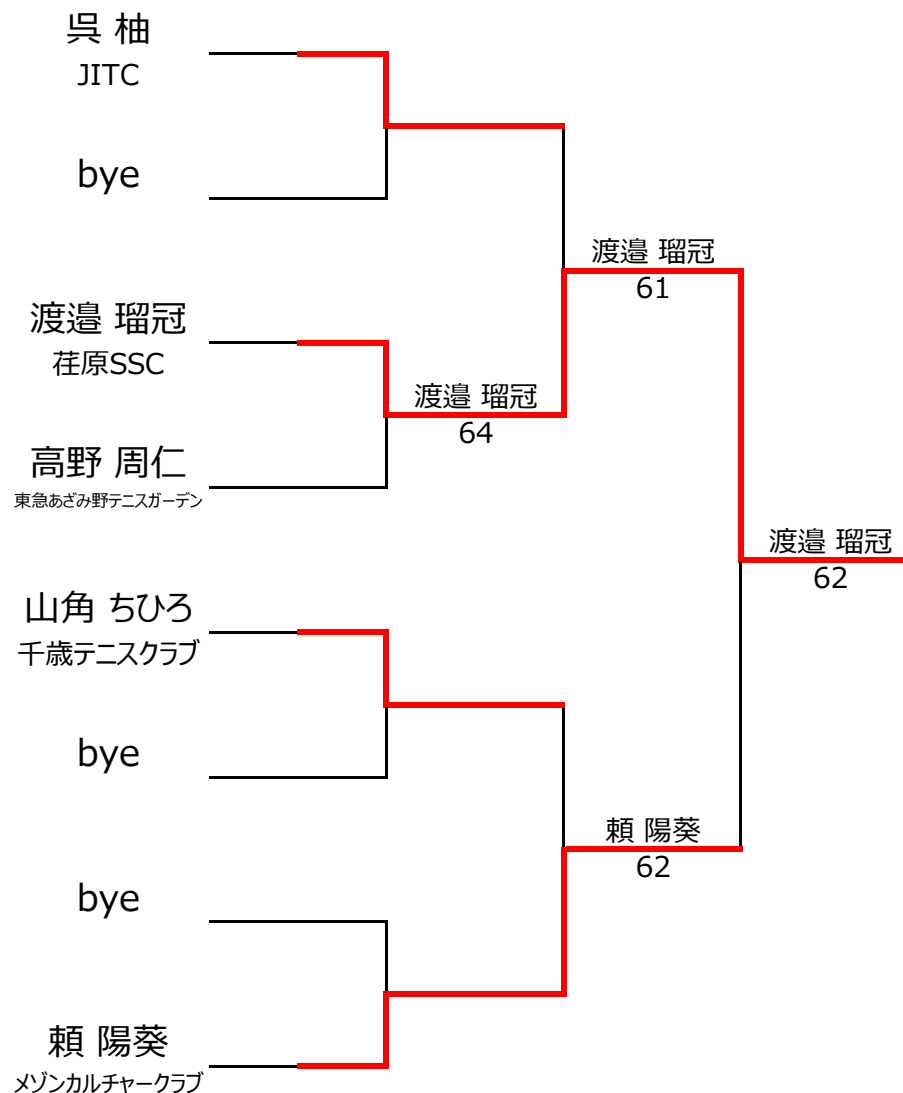 呉 柚
JITC
bye
渡邉 瑠冠
61
渡邉 瑠冠
荏原SSC
渡邉 瑠冠
64
高野 周仁
東急あざみ野テニスガーデン
渡邉 瑠冠
62
山角 ちひろ
千歳テニスクラブ
bye
頼 陽葵
62
bye
頼 陽葵
メゾンカルチャークラブ